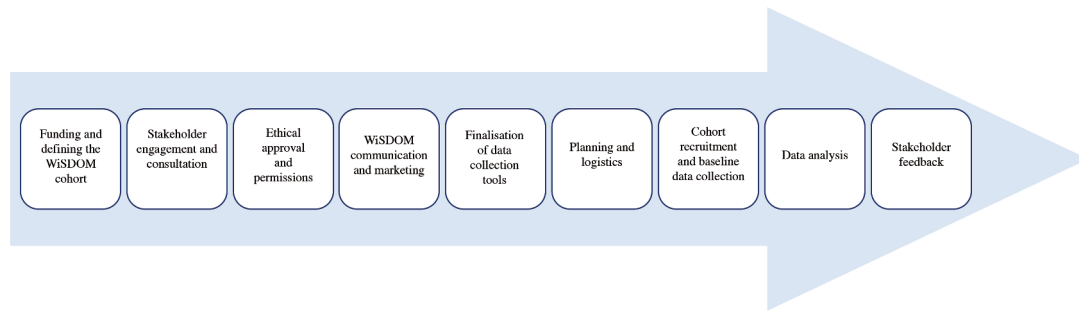 Funding and
defining the
WiSDOM
cohort
Stakeholder
engagement and
consultation
Ethical
approval
and
permissions
WiSDOM
communication
and marketing
Finalisation
of data
collection
tools
Planning and
logistics
Cohort
recruitment
and baseline
data collection
Data analysis
Stakeholder
feedback